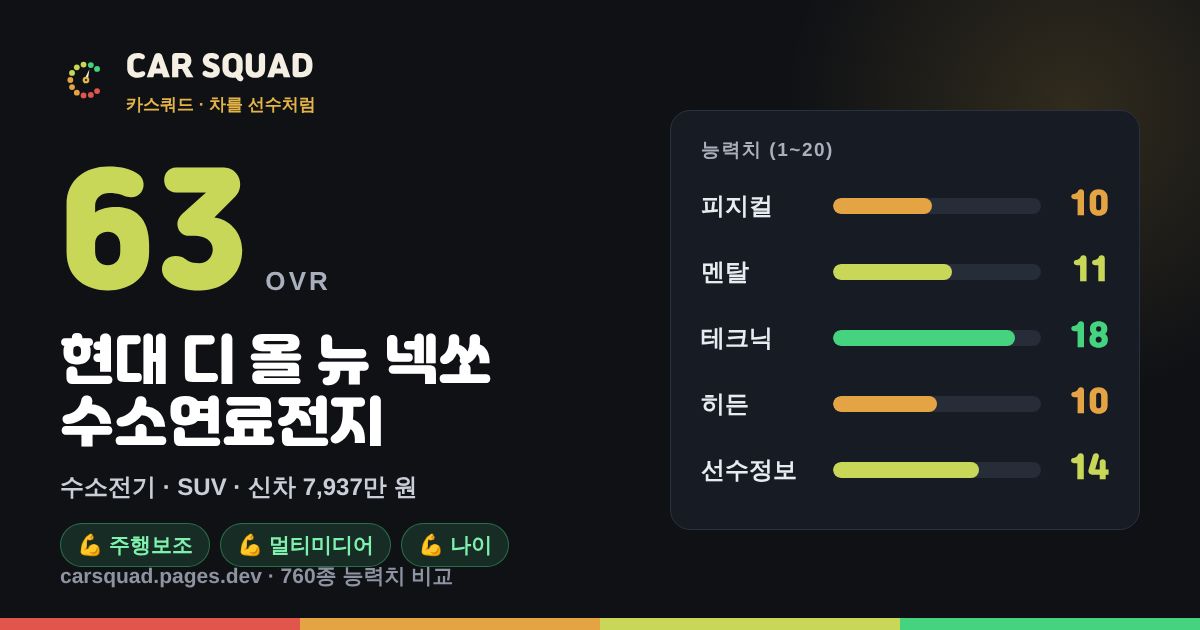 CAR SQUAD
카스쿼드 · 차를 선수처럼
63 OVR
현대 디 올 뉴 넥쏘
수소연료전지
수소전기 · SUV · 신차 7,937만 원
💪 주행보조 💪 멀티미디어 💪 나이
carsquad.pages.dev · 760종 능력치 비교
능력치 (1~20)
피지컬 10
멘탈 11
테크닉 18
히든 10
선수정보 14